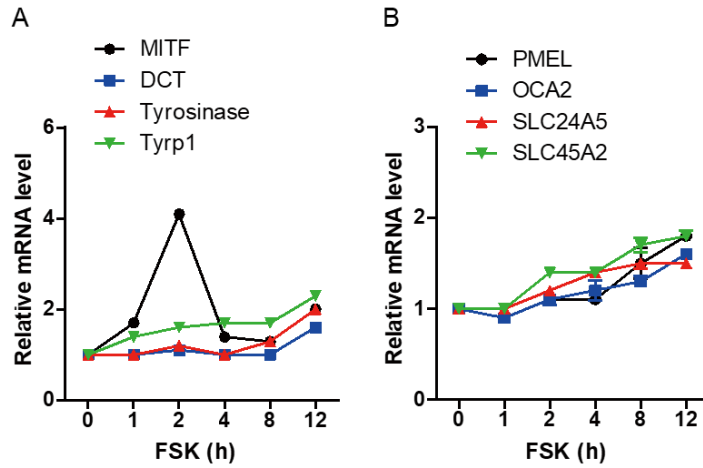 A
MITF
DCT
Tyrosinase
Tyrp1
Relative mRNA level
6
4
2
0
0 1 2 4 8 12
FSK (h)
B
PMEL
OCA2
SLC24A5
SLC45A2
Relative mRNA level
3
2
1
0
0 1 2 4 8 12
FSK (h)